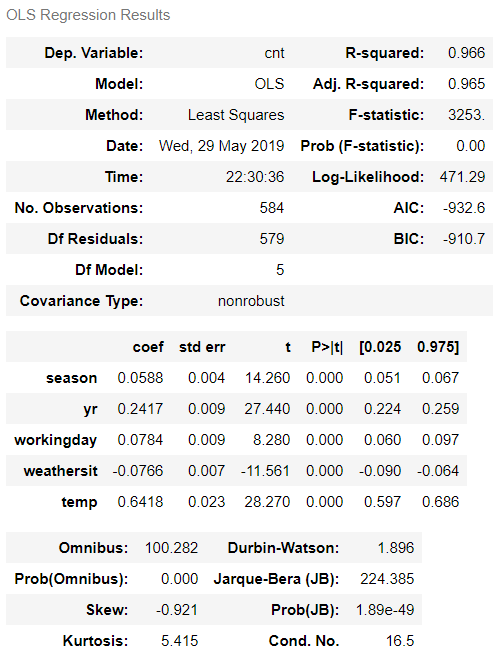 OLS Regression Results
Dep. Variable: cnt R-squared: 0.966
Model: OLS Adj. R-squared: 0.965
Method: Least Squares F-statistic: 3253.
Date: Wed, 29 May 2019 Prob (F-statistic): 0.00
Time: 22:30:36 Log-Likelihood: 471.29
No. Observations: 584 AIC: -932.6
Df Residuals: 579 BIC: -910.7
Df Model: 5
Covariance Type: nonrobust
coef std err t P>|t| [0.025 0.975]
season 0.0588 0.004 14.260 0.000 0.051 0.067
yr 0.2417 0.009 27.440 0.000 0.224 0.259
workingday 0.0784 0.009 8.280 0.000 0.060 0.097
weathersit -0.0766 0.007 -11.561 0.000 -0.090 -0.064
temp 0.6418 0.023 28.270 0.000 0.597 0.686
Omnibus: 100.282 Durbin-Watson: 1.896
Prob(Omnibus): 0.000 Jarque-Bera (JB): 224.385
Skew: -0.921 Prob(JB): 1.89e-49
Kurtosis: 5.415 Cond. No. 16.5